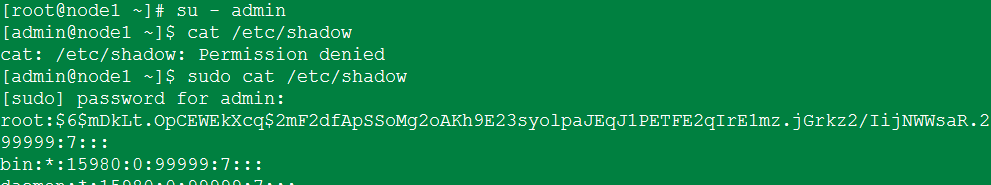 [root@node1 ~]# su - admin
[admin@node1 ~]$ cat /etc/shadow
cat: /etc/shadow: Permission denied
[admin@node1 ~]$ sudo cat /etc/shadow
[sudo] password for admin:
root:$6$mDkLt.OpCEWEkXcq$2mF2dfApSSoMg2oAKh9E23syolpaJEqJ1PETFE2qIrE1mz.jGrkz2/IijNWWsaR.2
99999:7:::
bin:*:15980:0:99999:7:::
daemon:*:15980:0:99999:7:::